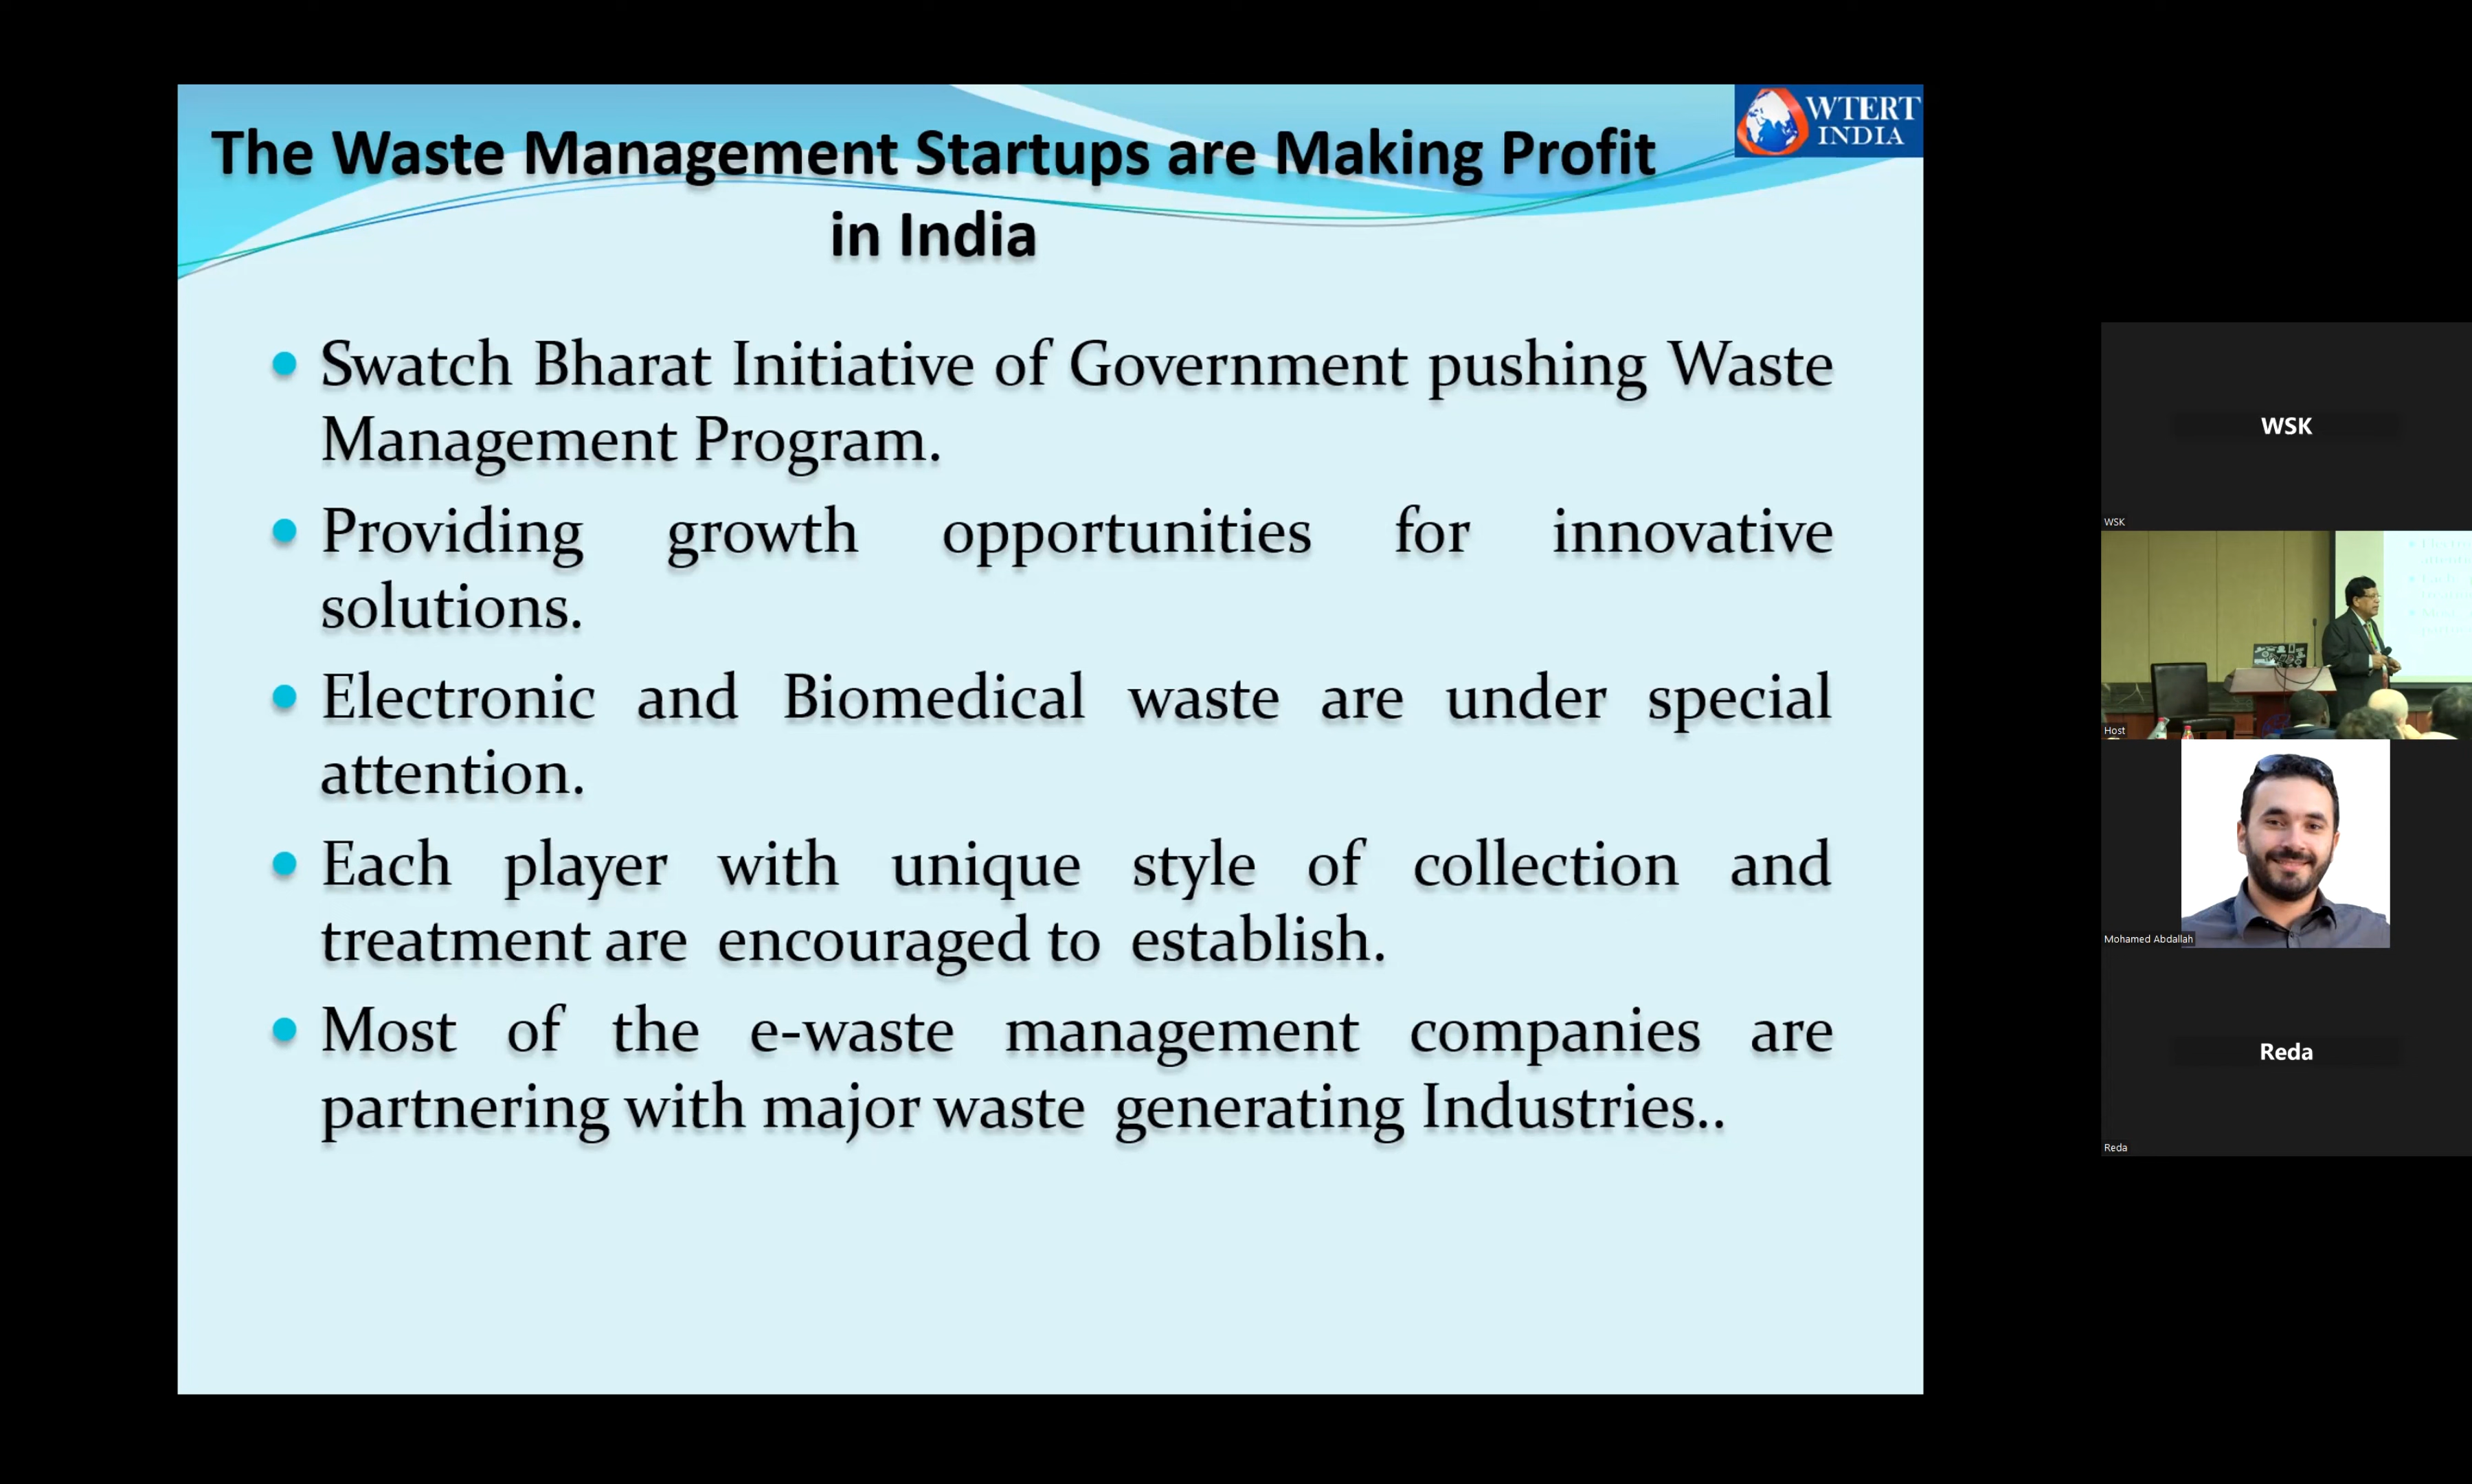 The Waste Management Startups are Making Profit
in India
WTERT
INDIA
Swatch Bharat Initiative of Government pushing Waste
Management Program.
Providing growth opportunities for innovative
solutions.
Electronic and Biomedical waste are under special
attention.
Each player with unique style of collection and
treatment are encouraged to establish.
Most of the e-waste management companies are
partnering with major waste generating Industries..
WSK
WSK
Host
Mohamed Abdallah
Reda
Reda